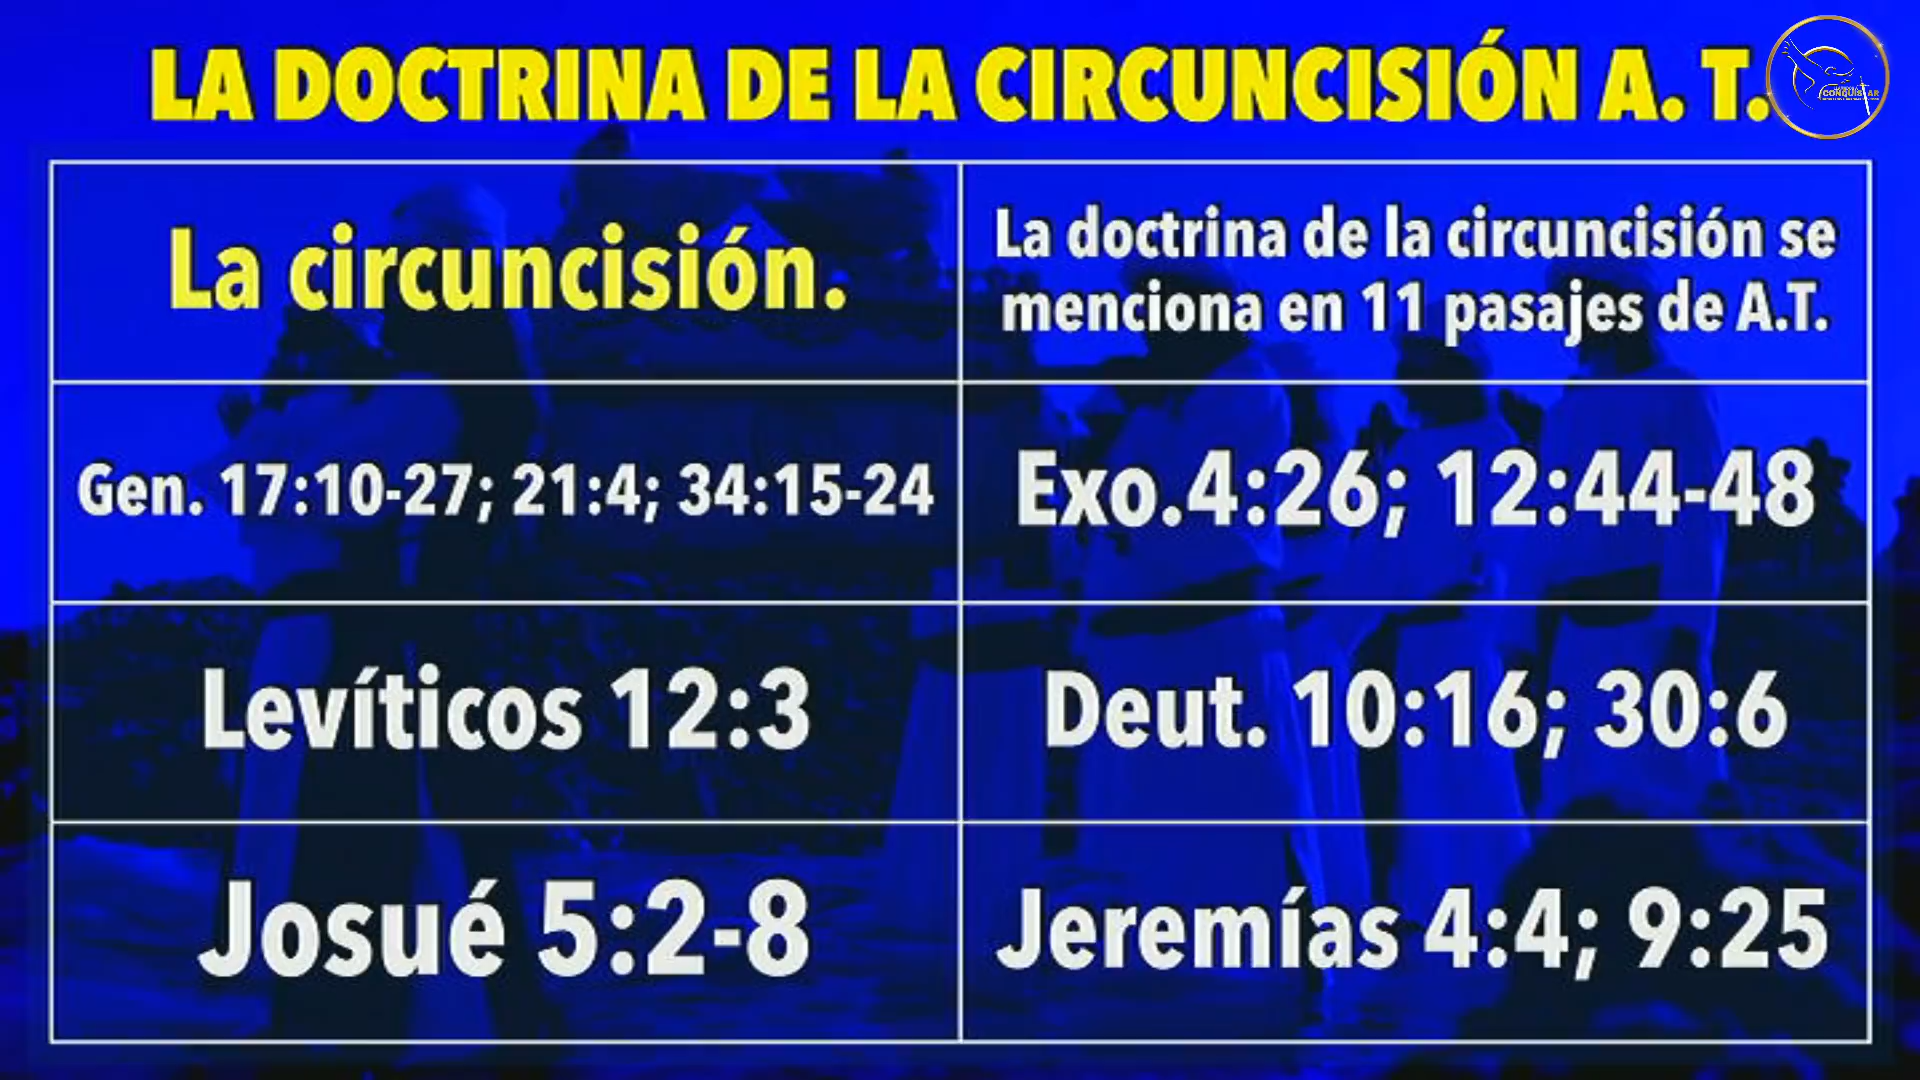 LA DOCTRINA DE LA CIRCUNCISIÓN A. T.
CONQUISTAR
La circuncisión.
La doctrina de la circuncisión se
menciona en 11 pasajes de A.T.
Gen. 17:10-27; 21:4; 34:15-24
Exo.4:26; 12:44-48
Levíticos 12:3
Deut. 10:16; 30:6
Josué 5:2-8
Jeremías 4:4; 9:25